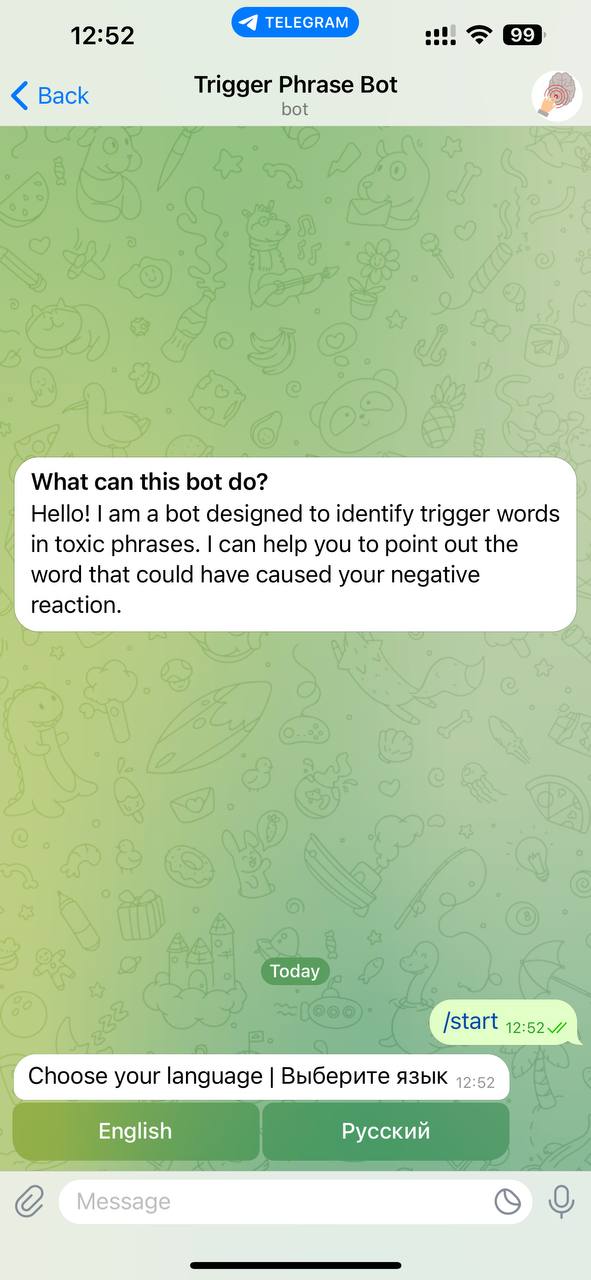 12:52
TELEGRAM
99
Back
Trigger Phrase Bot
bot
What can this bot do?
Hello! I am a bot designed to identify trigger words
in toxic phrases. I can help you to point out the
word that could have caused your negative
reaction.
Today
/start 12:52
Choose your language | Выберите язык 12:52
English
Русский
Message